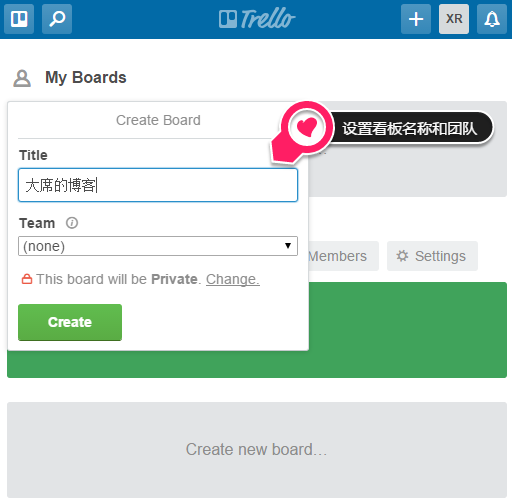 Trello
XR
My Boards
Create Board
设置看板名称和团队
Title
大席的博客
Team
(none)
Members
Settings
This board will be Private. Change.
Create
Create new board…